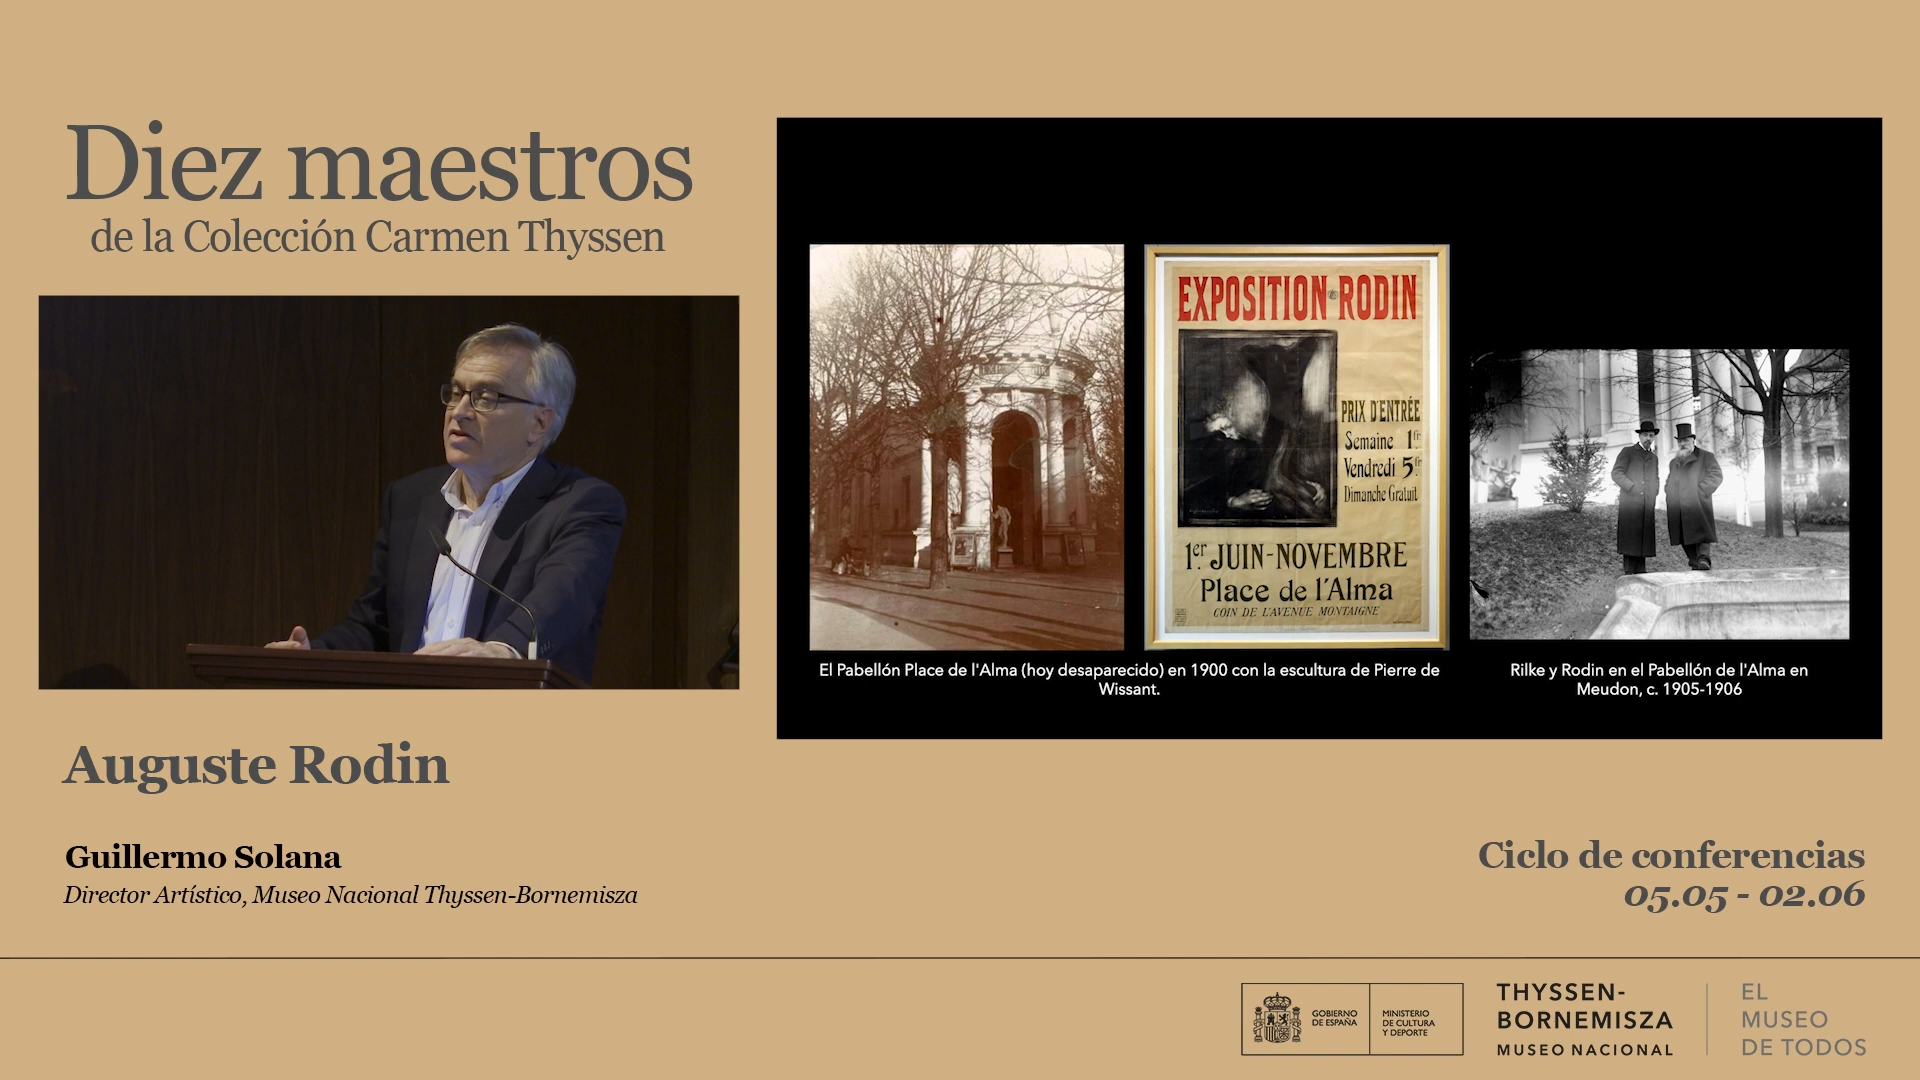 Diez maestros
de la Colección Carmen Thyssen
EXPOSITION RODIN
PRIX D'ENTRÉE
Semaine 1fr
Vendredi 5fr
Dimanche Gratuit
1er JUIN-NOVEMBRE
Place de l'Alma
COIN DE L'AVENUE MONTAIGNE
El Pabellón Place de l'Alma (hoy desaparecido) en 1900 con la escultura de Pierre de
Wissant.
Rilke y Rodin en el Pabellón de l'Alma en
Meudon, c. 1905-1906
Auguste Rodin
Guillermo Solana
Director Artístico, Museo Nacional Thyssen-Bornemisza
Ciclo de conferencias
05.05 - 02.06
GOBIERNO
DE ESPAÑA
MINISTERIO
DE CULTURA
Y DEPORTE
THYSSEN-
BORNEMISZA
MUSEO NACIONAL
EL
MUSEO
DE TODOS